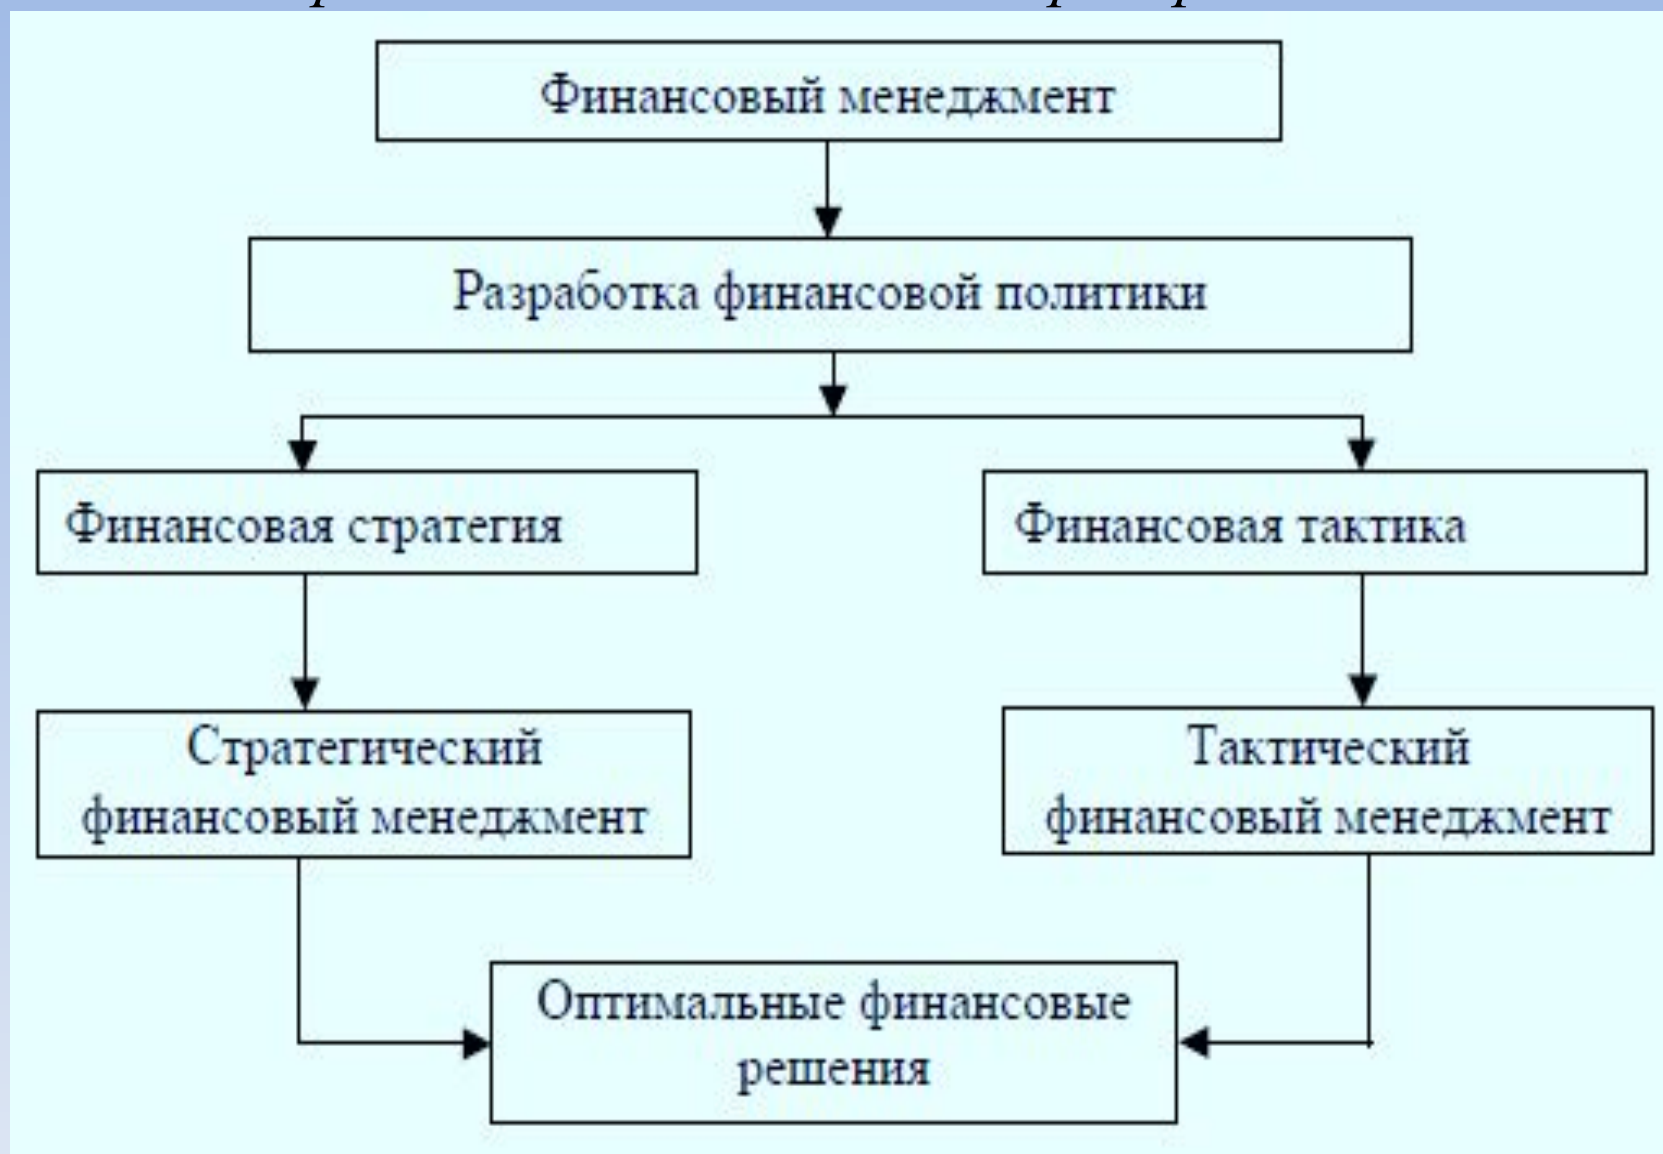 Финансовый менеджмент
Разработка финансовой политики
Финансовая стратегия
Финансовая тактика
Стратегический
финансовый менеджмент
Тактический
финансовый менеджмент
Оптимальные финансовые
решения